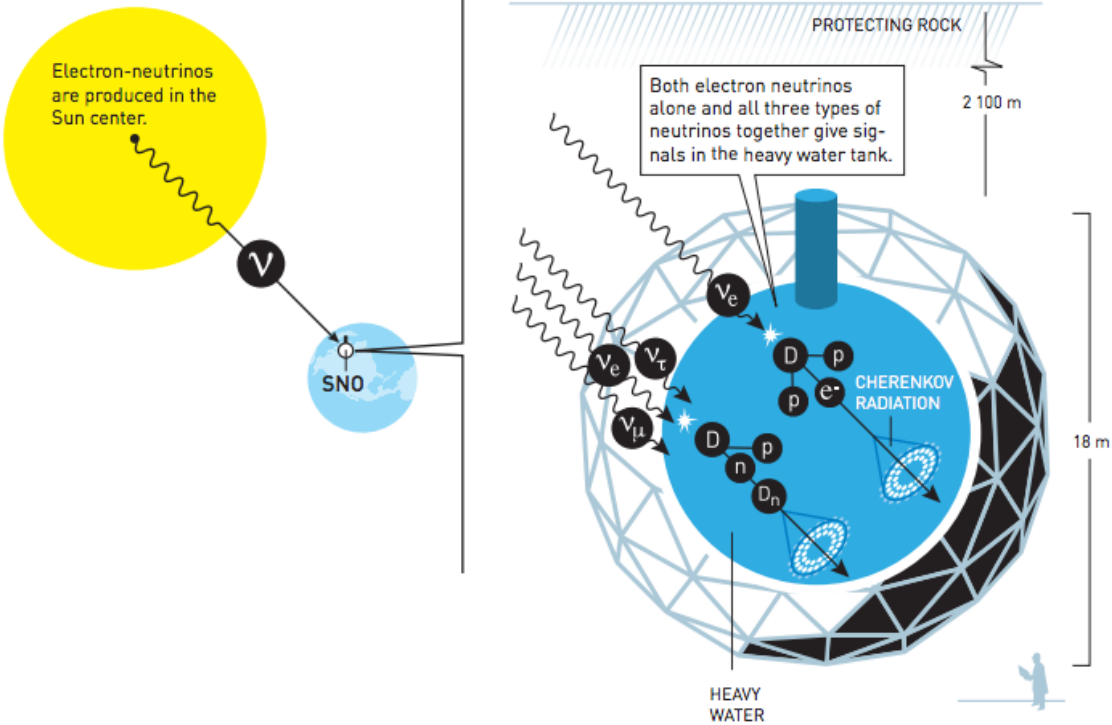 Electron-neutrinos
are produced in the
Sun center.
ν
SNO
PROTECTING ROCK
2 100 m
Both electron neutrinos
alone and all three types of
neutrinos together give sig-
nals in the heavy water tank.
νe
ντ
νe
νμ
D
p
p
e-
CHERENKOV
RADIATION
D
p
n
Dn
18 m
HEAVY
WATER